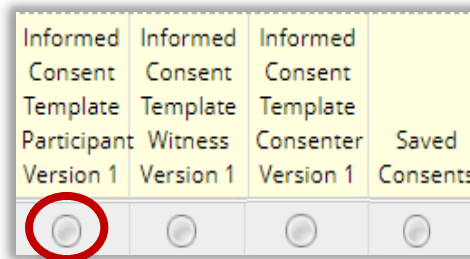 Informed Consent Template Participant Version 1
Informed Consent Template Witness Version 1
Informed Consent Template Consenter Version 1
Saved Consents